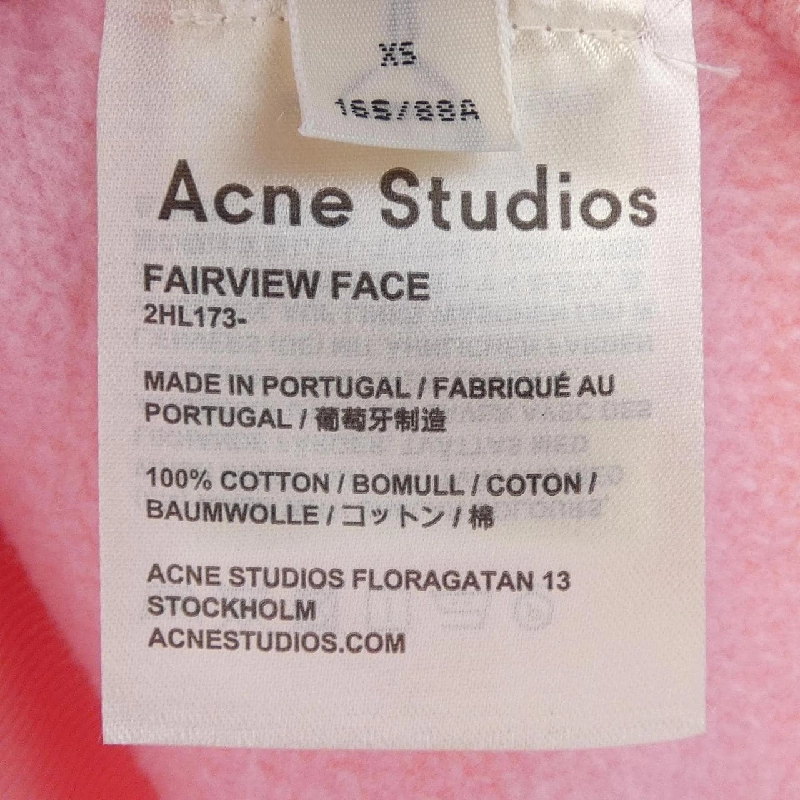 XS
165/88A
Acne Studios
FAIRVIEW FACE
2HL173-
MADE IN PORTUGAL / FABRIQUÉ AU
PORTUGAL / 葡萄牙制造
100% COTTON / BOMULL / COTON /
BAUMWOLLE / コットン / 棉
ACNE STUDIOS FLORAGATAN 13
STOCKHOLM
ACNESTUDIOS.COM